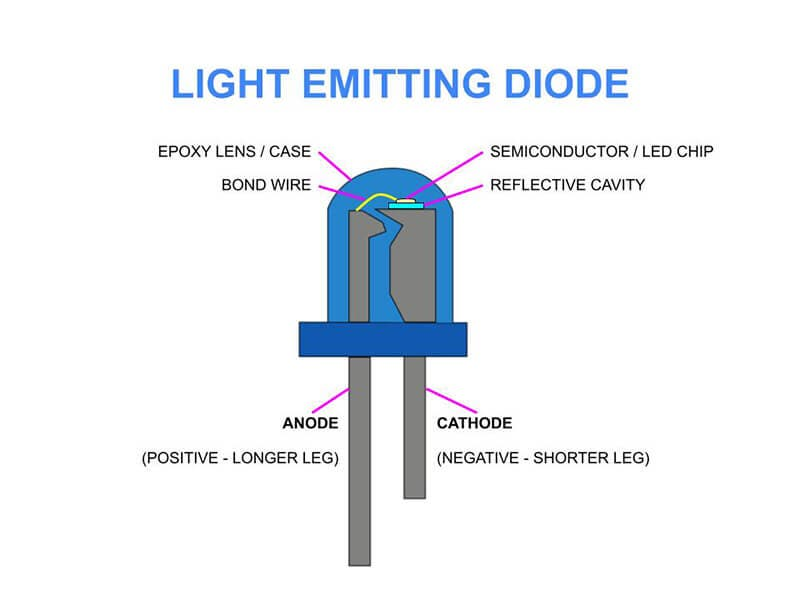 LIGHT EMITTING DIODE
EPOXY LENS / CASE
SEMICONDUCTOR / LED CHIP
BOND WIRE
REFLECTIVE CAVITY
ANODE
CATHODE
(POSITIVE - LONGER LEG)
(NEGATIVE - SHORTER LEG)